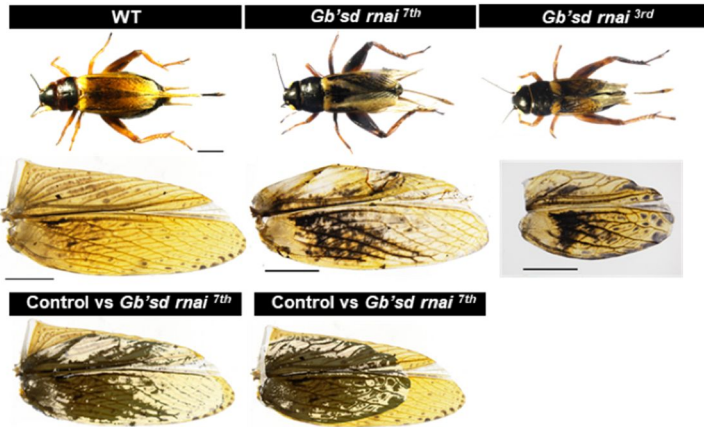 WT
Gb'sd rnai 7th
Gb'sd rnai 3rd
Control vs Gb'sd rnai 7th
Control vs Gb'sd rnai 7th